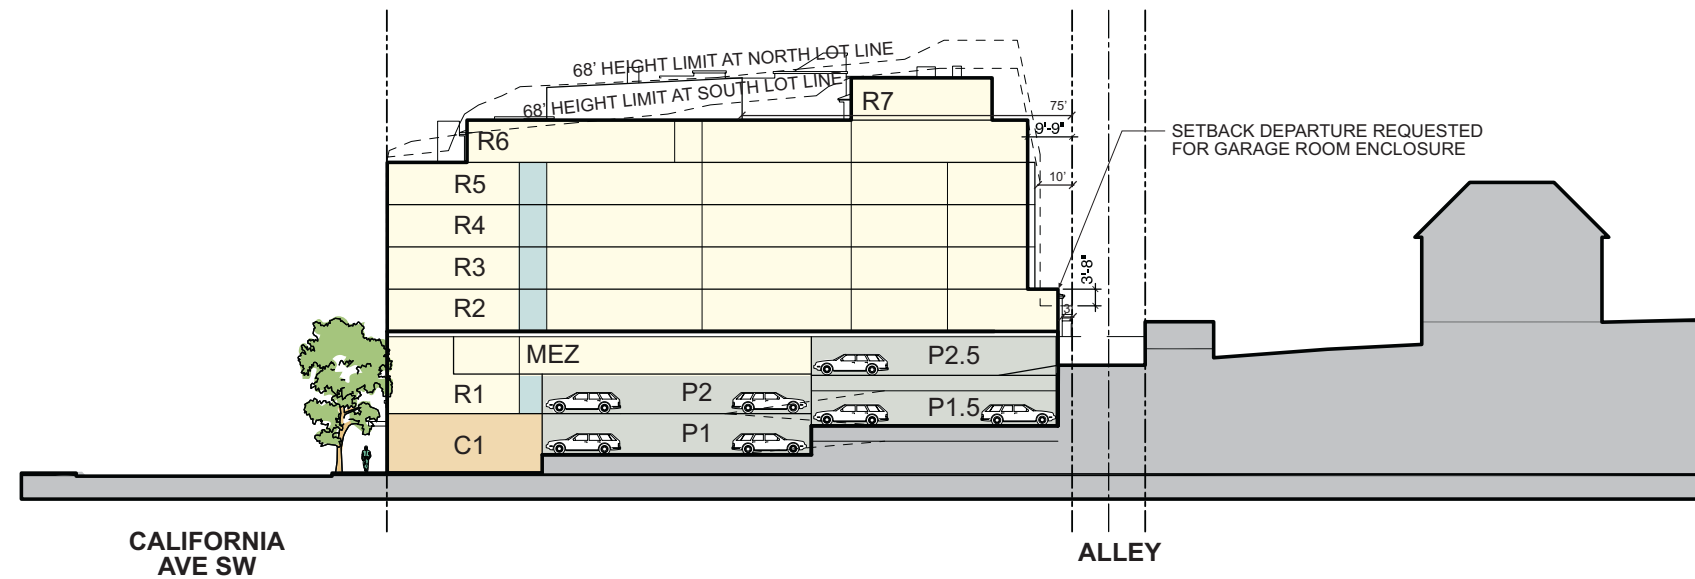 68' HEIGHT LIMIT AT NORTH LOT LINE
68' HEIGHT LIMIT AT SOUTH LOT LINE
R7
75'
9'-9"
SETBACK DEPARTURE REQUESTED
FOR GARAGE ROOM ENCLOSURE
R6
R5
10'
R4
R3
3'-8"
R2
3'
MEZ
P2.5
R1
P2
P1.5
C1
P1
CALIFORNIA
AVE SW
ALLEY